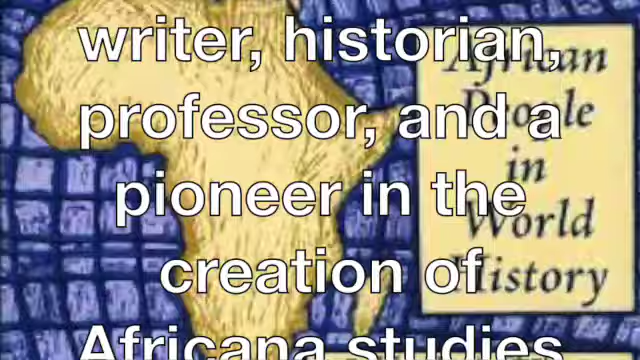 writer, historian,
professor, and a
pioneer in the
creation of
Africana studies
African
People
in
World
History